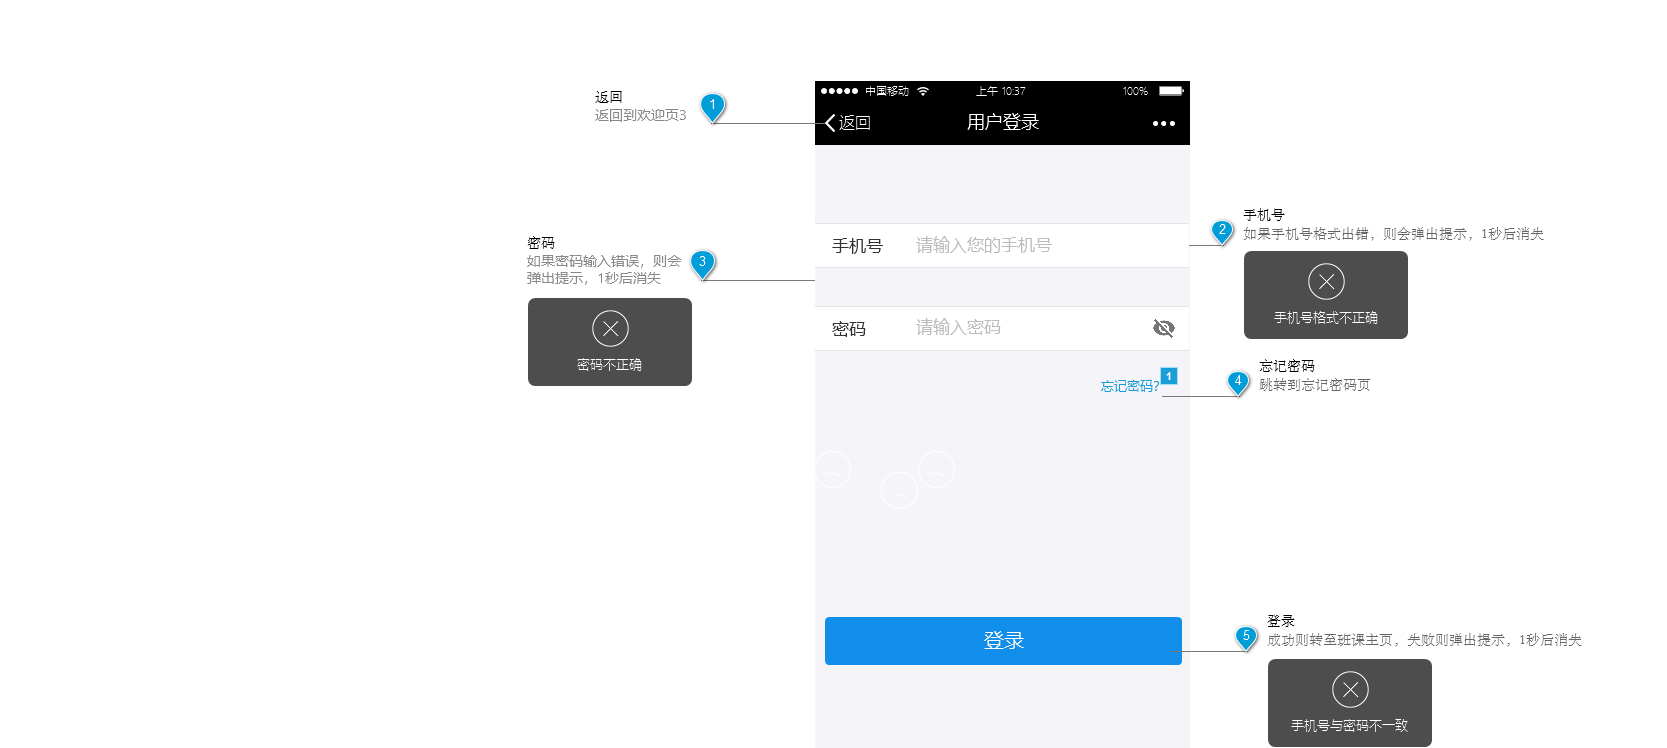 返回
返回到欢迎页3
1
中国移动
上午 10:37
100%
返回
用户登录
手机号
如果手机号格式出错，则会弹出提示，1秒后消失
2
手机号格式不正确
密码
如果密码输入错误，则会
弹出提示，1秒后消失
3
密码不正确
手机号
请输入您的手机号
密码
请输入密码
忘记密码?
1
忘记密码
跳转到忘记密码页
4
登录
登录
成功则转至班课主页，失败则弹出提示，1秒后消失
5
手机号与密码不一致